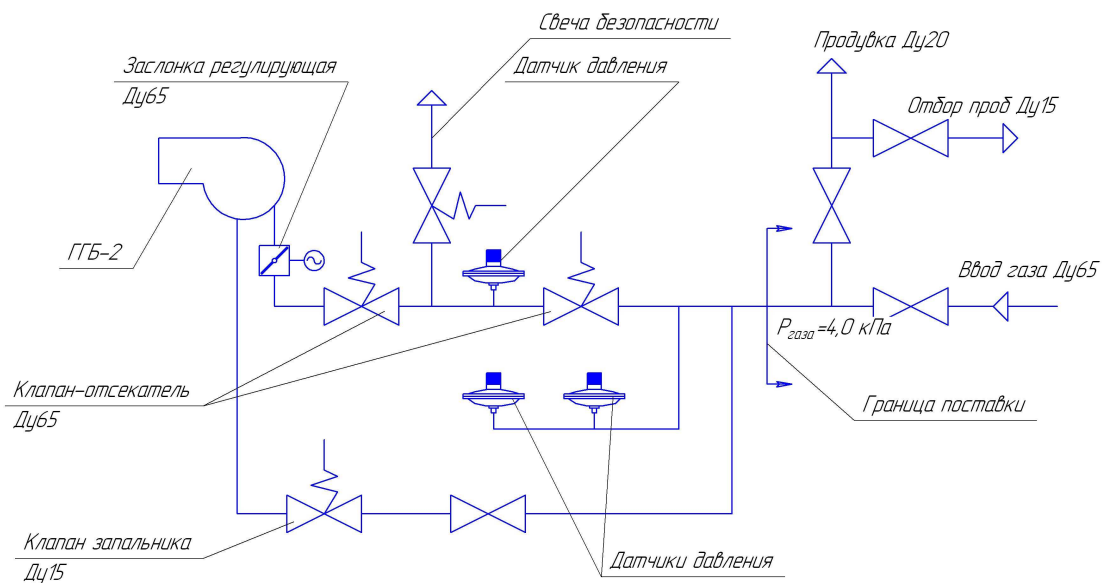 Свеча безопасности
Продувка Ду20
Заслонка регулирующая
Ду65
Датчик давления
Отбор проб Ду15
ГГБ-2
Ввод газа Ду65
Pгаза=4,0 кПа
Клапан-отсекатель
Ду65
Граница поставки
Клапан запальника
Ду15
Датчики давления